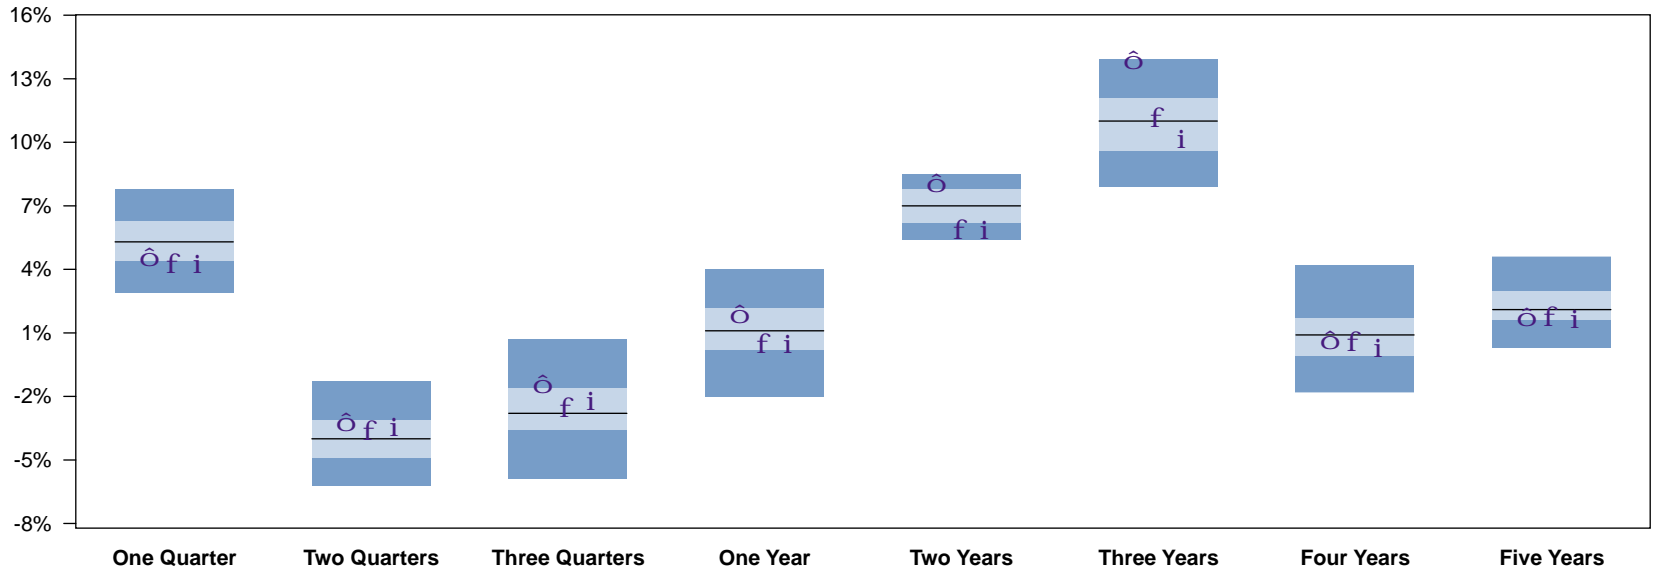 16%
13%
10%
7%
4%
1%
-2%
-5%
-8%
ô f i
ô f i
ô f i
ô f i
ô f i
ô f i
ô f i
ô f i
One Quarter Two Quarters Three Quarters One Year Two Years Three Years Four Years Five Years